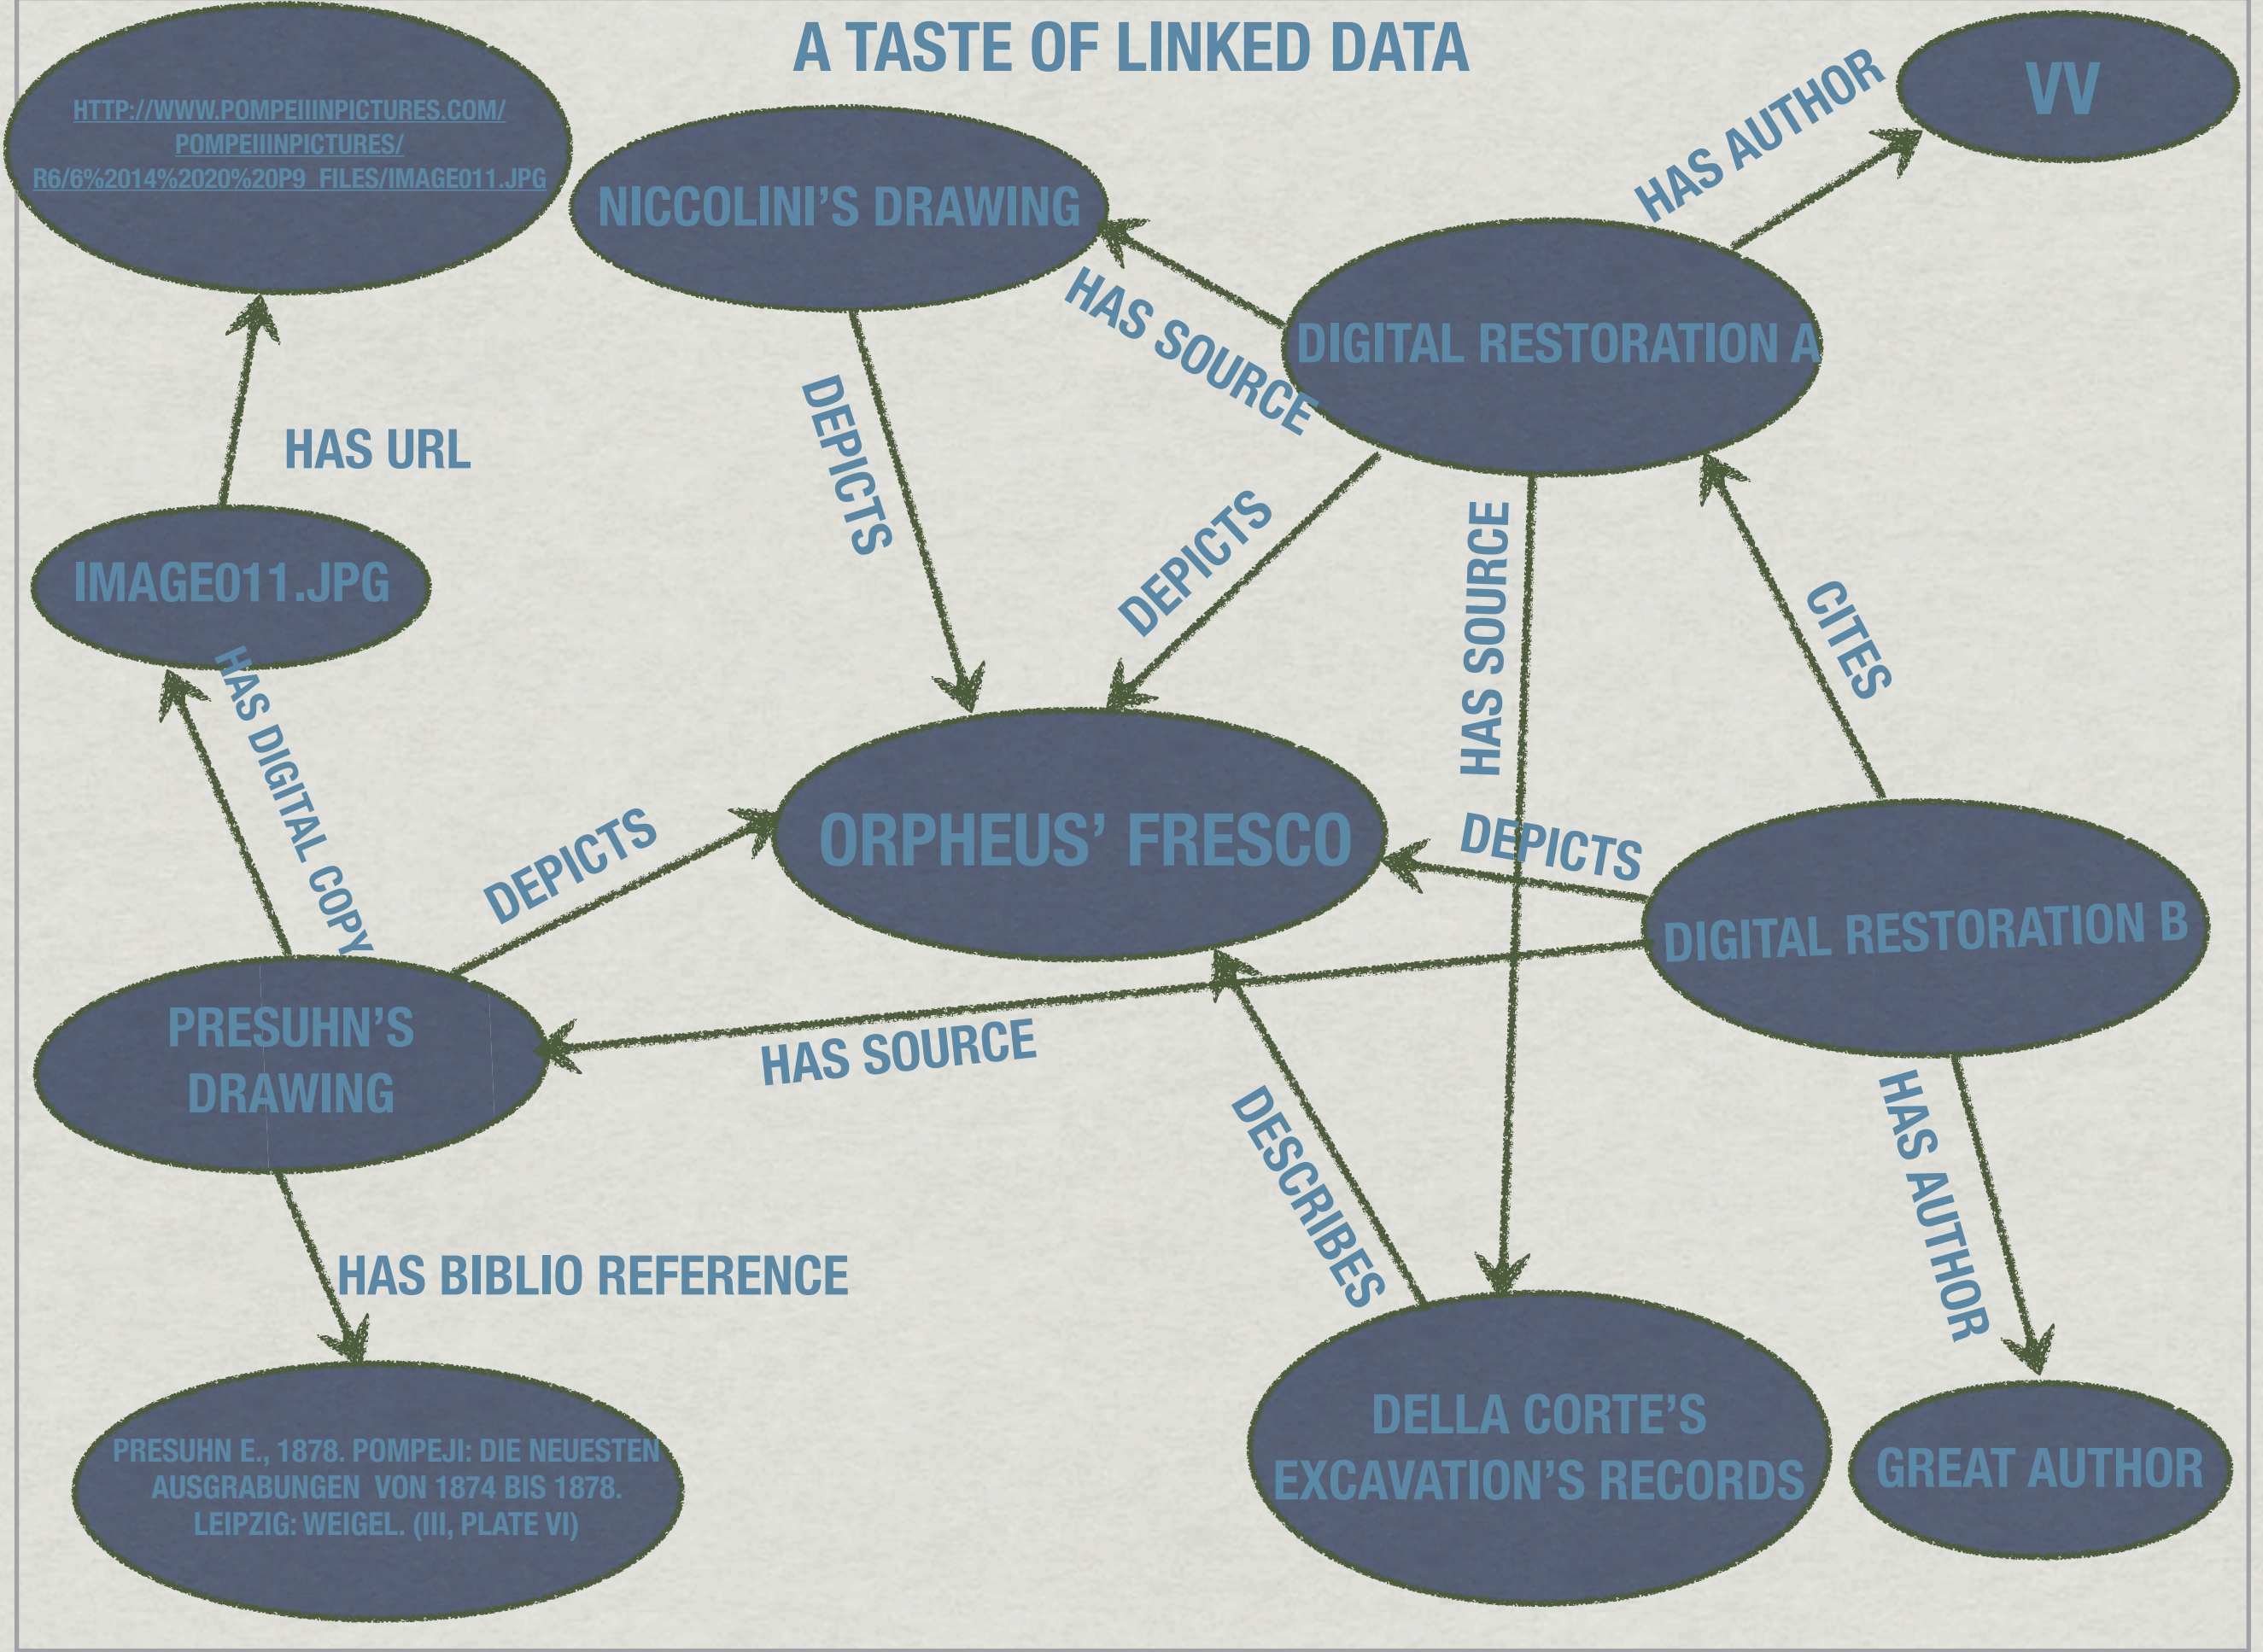 A TASTE OF LINKED DATA
HTTP://WWW.POMPEIIINPICTURES.COM/
POMPEIIINPICTURES/
R6/6%2014%2020%20P9_FILES/IMAGE011.JPG
NICCOLINI'S DRAWING
HAS AUTHOR
VV
HAS SOURCE
DIGITAL RESTORATION A
HAS URL
DEPICTS
DEPICTS
HAS SOURCE
CITES
IMAGE011.JPG
HAS DIGITAL COPY
DEPICTS
ORPHEUS' FRESCO
DEPICTS
DIGITAL RESTORATION B
PRESUHN'S
DRAWING
HAS SOURCE
DESCRIBES
HAS AUTHOR
HAS BIBLIO REFERENCE
PRESUHN E., 1878. POMPEJI: DIE NEUESTEN
AUSGRABUNGEN VON 1874 BIS 1878.
LEIPZIG: WEIGEL. (III, PLATE VI)
DELLA CORTE'S
EXCAVATION'S RECORDS
GREAT AUTHOR